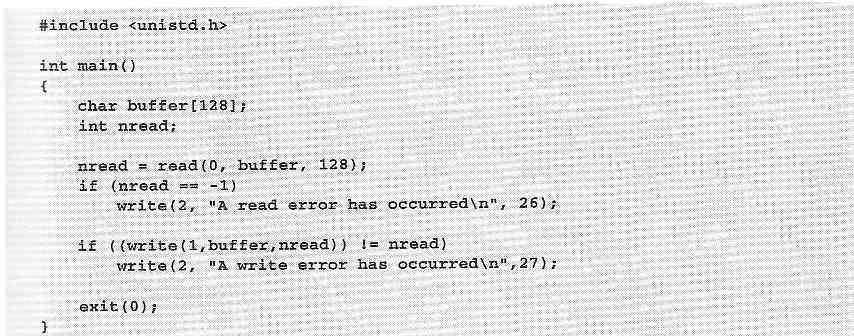 #include <unistd.h>

int main()
{
    char buffer[128];
    int nread;

    nread = read(0, buffer, 128);
    if (nread == -1)
        write(2, "A read error has occurred\n", 26);

    if ((write(1,buffer,nread)) != nread)
        write(2, "A write error has occurred\n",27);

    exit(0);
}